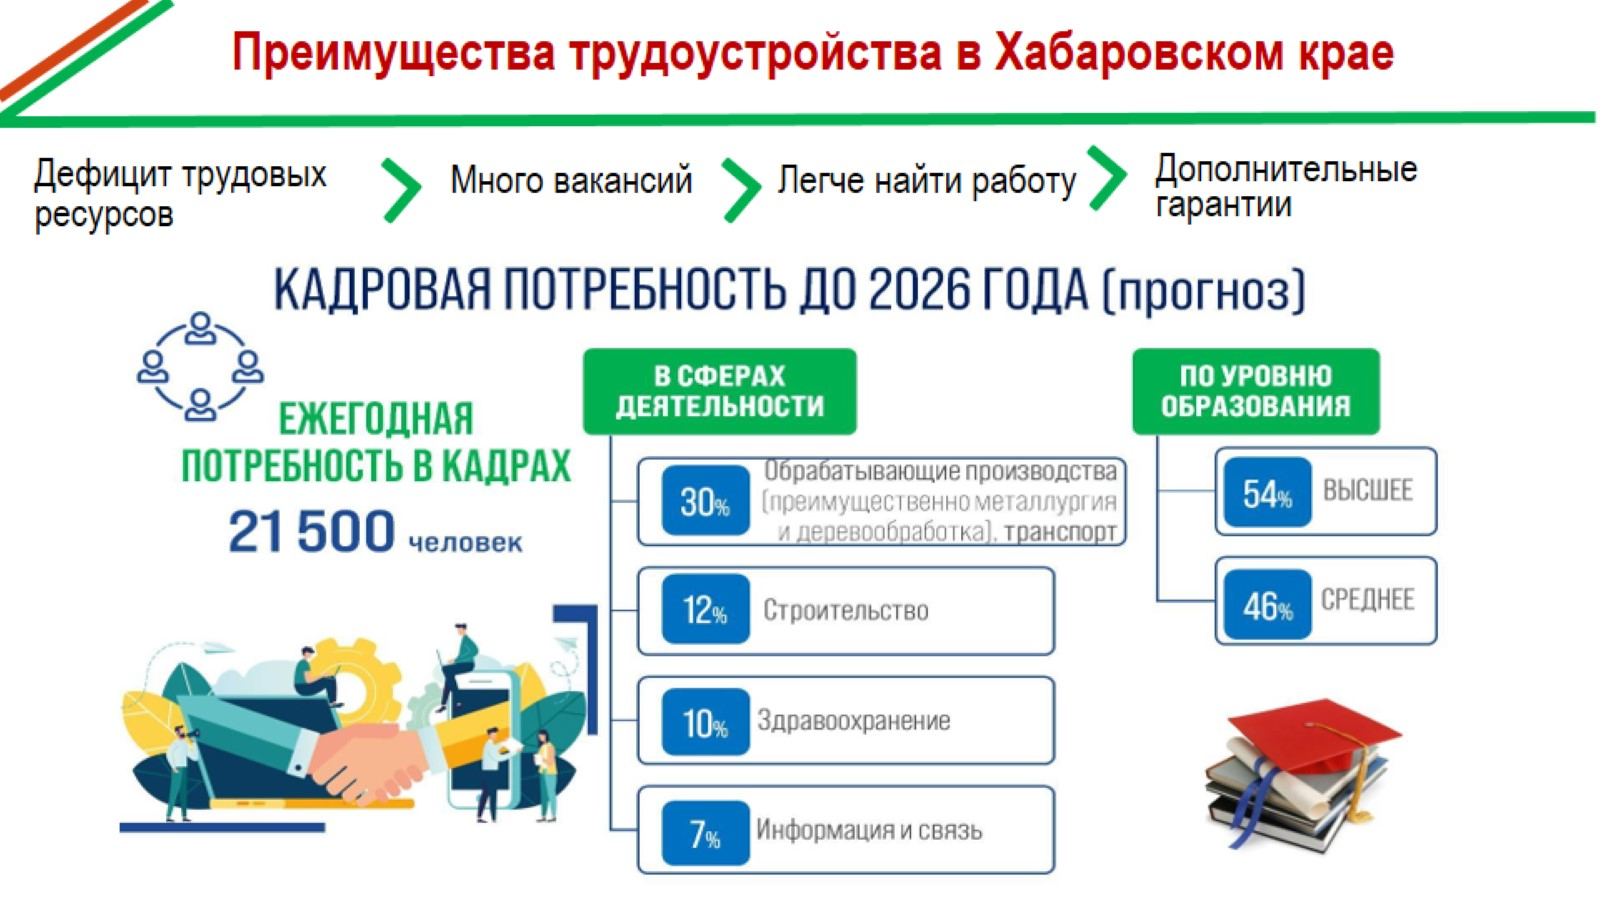 Преимущества трудоустройства в Хабаровском крае
Дефицит трудовых
ресурсов
Много вакансий
Легче найти работу
Дополнительные
гарантии
КАДРОВАЯ ПОТРЕБНОСТЬ ДО 2026 ГОДА (прогноз)
ЕЖЕГОДНАЯ
ПОТРЕБНОСТЬ В КАДРАХ
21 500 человек
В СФЕРАХ
ДЕЯТЕЛЬНОСТИ
30%
Обрабатывающие производства
(преимущественно металлургия
и деревообработка), транспорт
12%
Строительство
10%
Здравоохранение
7%
Информация и связь
ПО УРОВНЮ
ОБРАЗОВАНИЯ
54%
ВЫСШЕЕ
46%
СРЕДНЕЕ